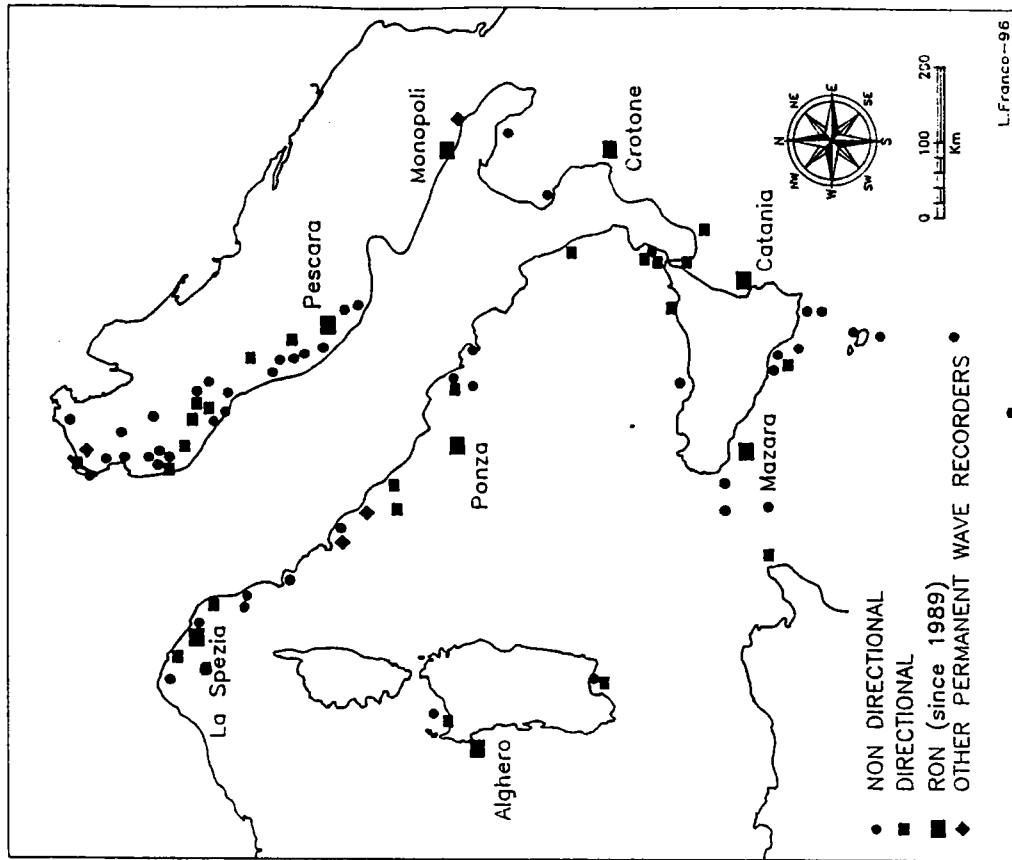 La Spezia
Pescara
Monopoli
Alghero
Ponza
Crotone
Mazara
Catania
N
NE
E
SE
S
SW
W
NW
0 100 200
Km
NON DIRECTIONAL
DIRECTIONAL
RON (since 1989)
OTHER PERMANENT WAVE RECORDERS
L.Franco-96